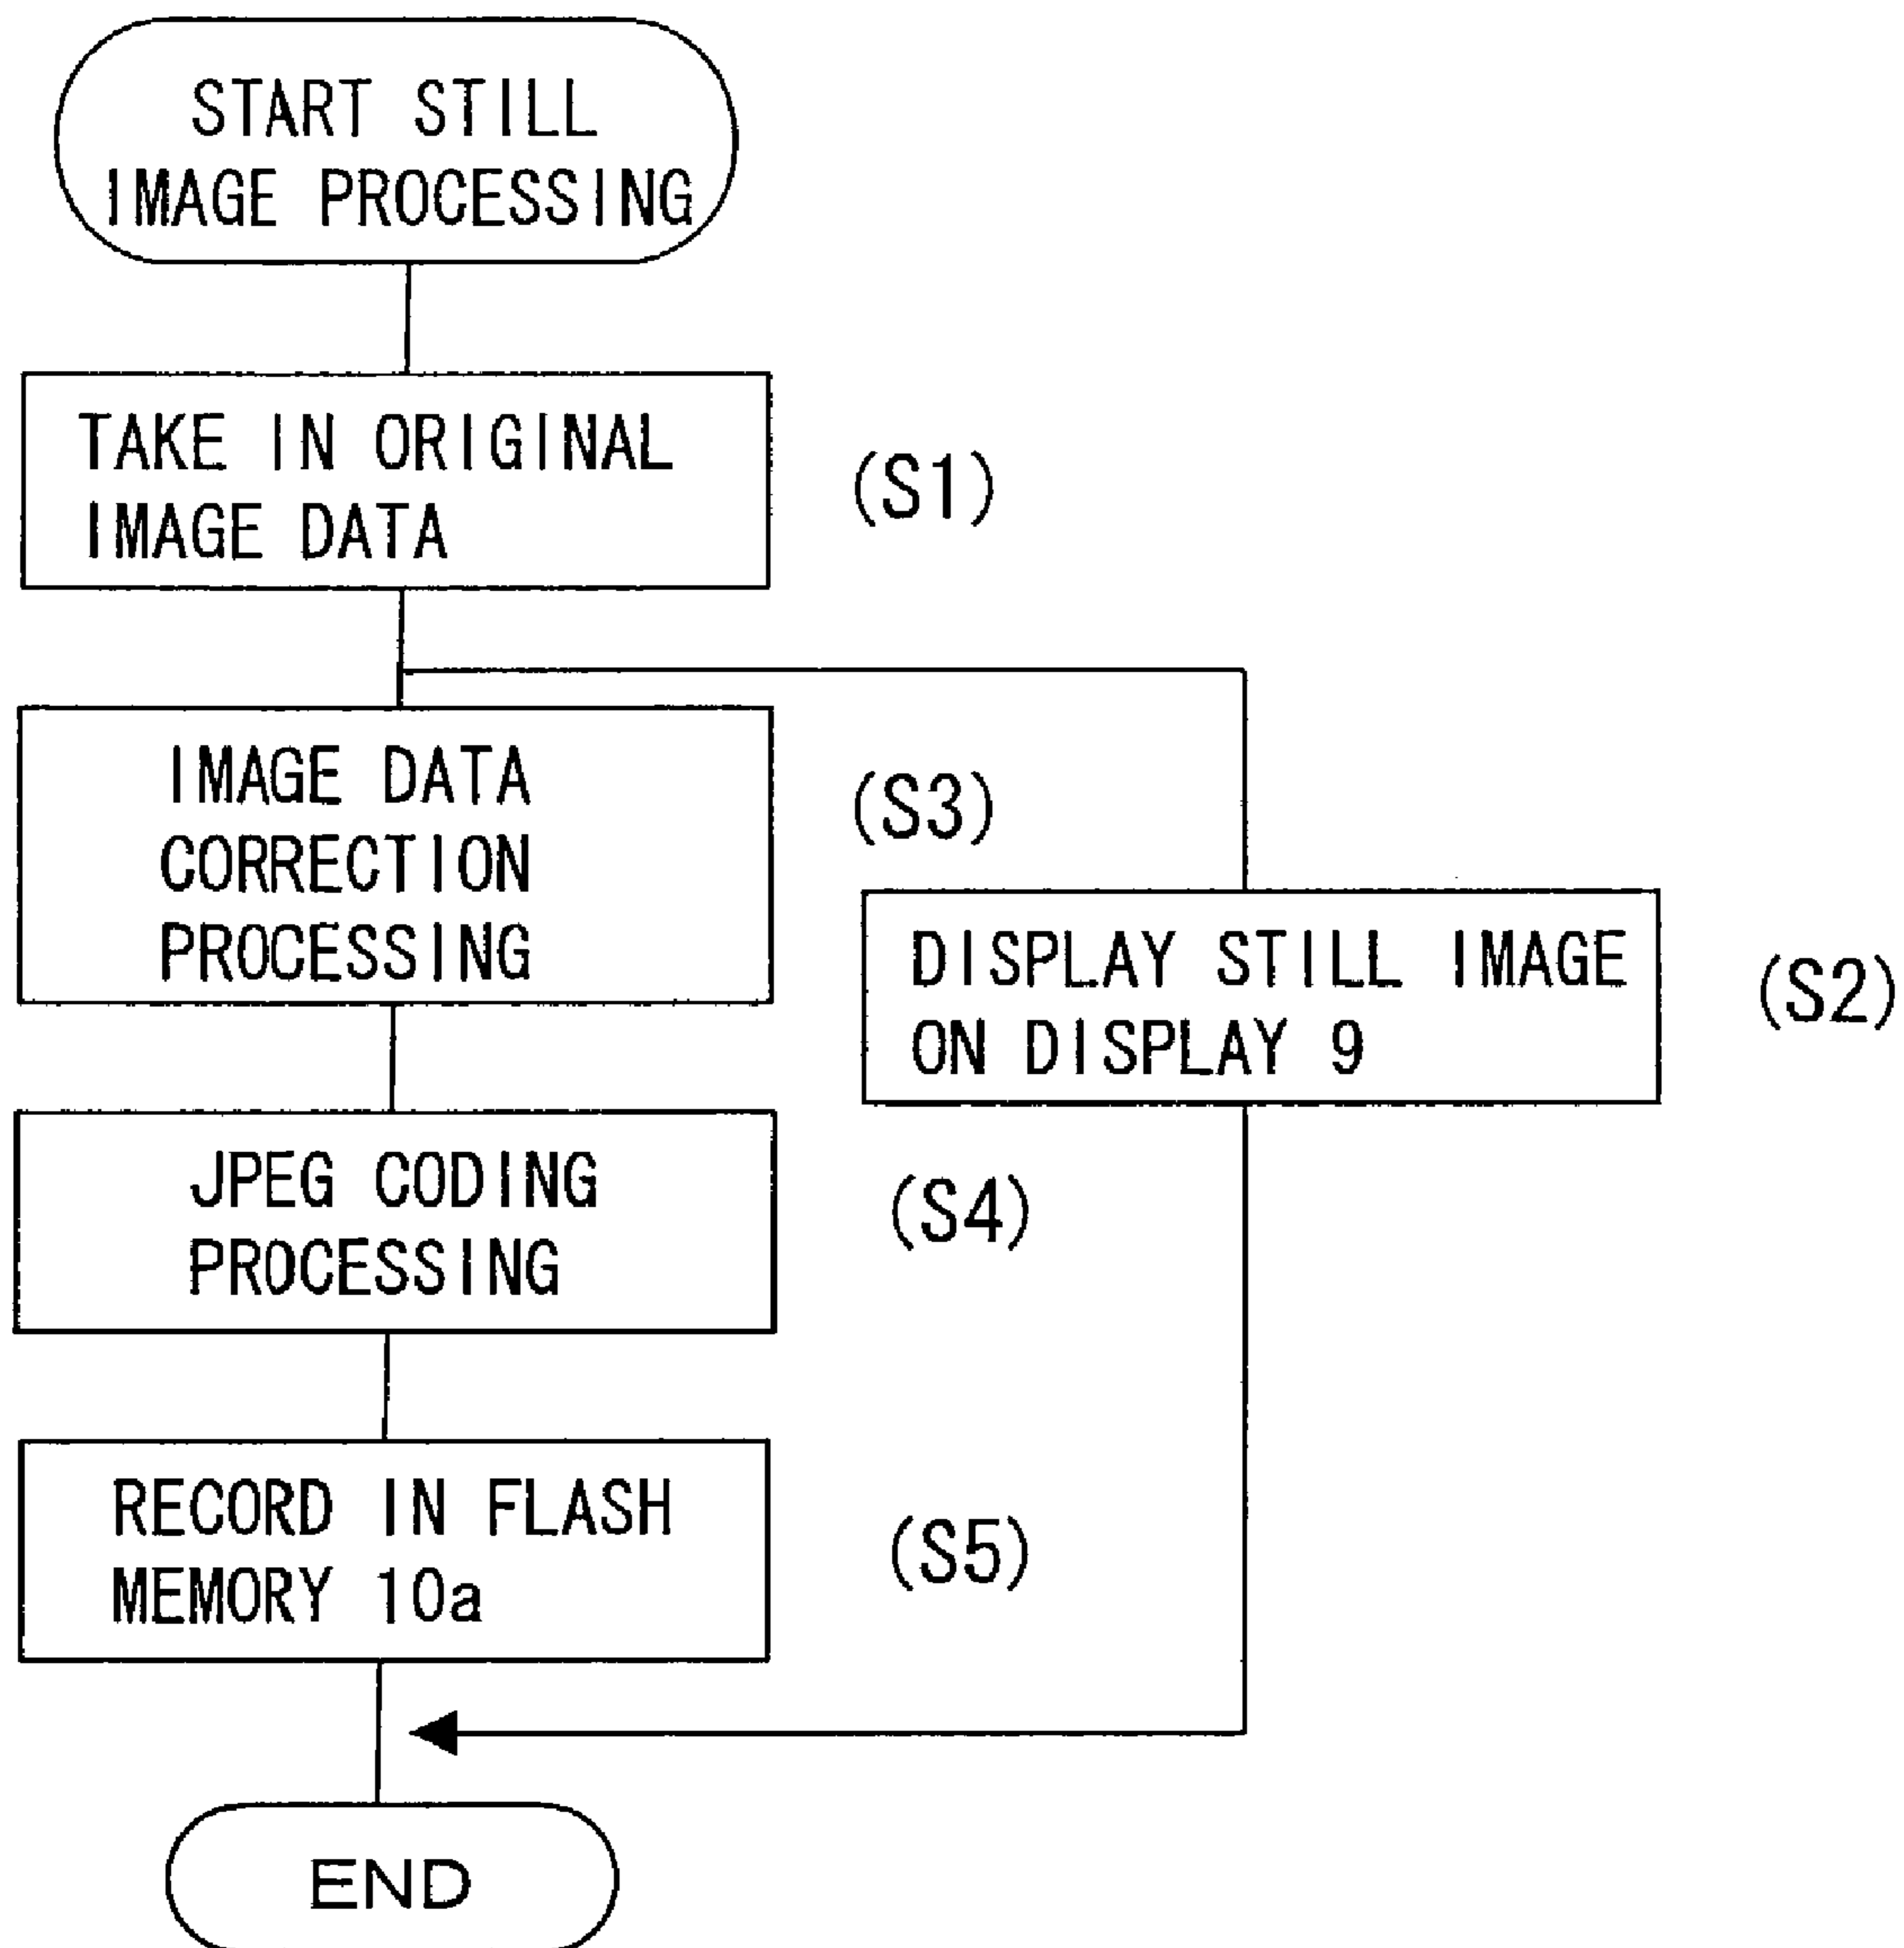 START STILL
IMAGE PROCESSING
TAKE IN ORIGINAL
IMAGE DATA
(S1)
IMAGE DATA
CORRECTION
PROCESSING
(S3)
DISPLAY STILL IMAGE
ON DISPLAY 9
(S2)
JPEG CODING
PROCESSING
(S4)
RECORD IN FLASH
MEMORY 10a
(S5)
END